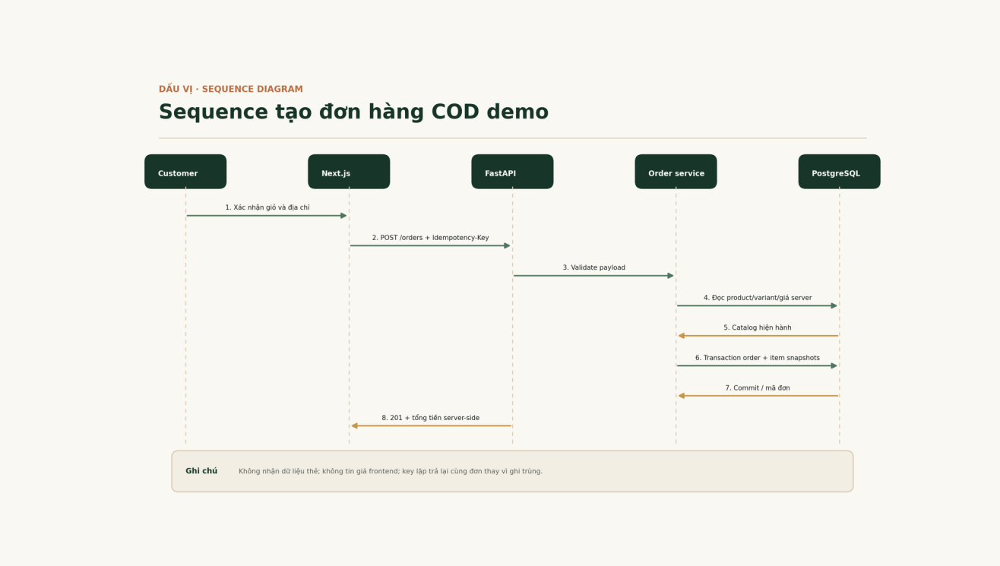 DẤU VỊ · SEQUENCE DIAGRAM
Sequence tạo đơn hàng COD demo
Customer
Next.js
FastAPI
Order service
PostgreSQL
1. Xác nhận giỏ và địa chỉ
2. POST /orders + Idempotency-Key
3. Validate payload
4. Đọc product/variant/giá server
5. Catalog hiện hành
6. Transaction order + item snapshots
7. Commit / mã đơn
8. 201 + tổng tiền server-side
Ghi chú
Không nhận dữ liệu thẻ; không tin giá frontend; key lặp trả lại cùng đơn thay vì ghi trùng.